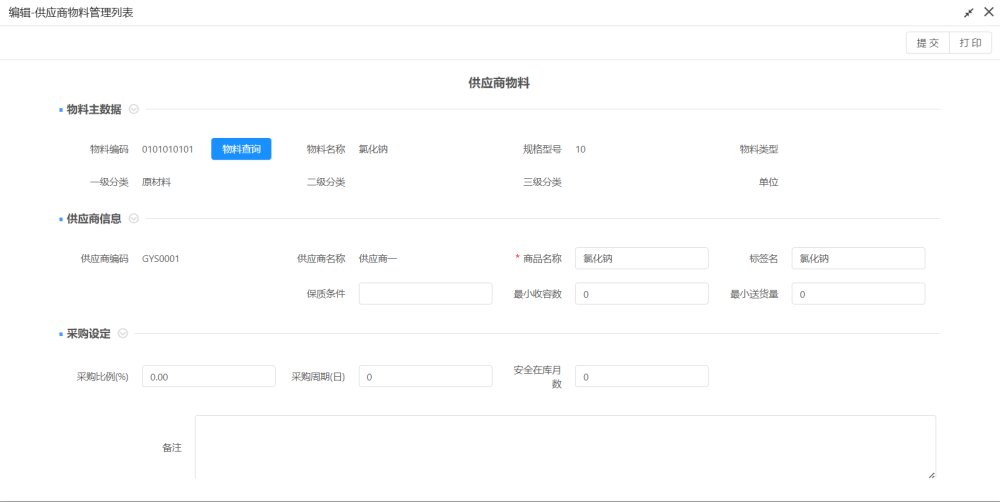 编辑-供应商物料管理列表
提交 打印
供应商物料
物料主数据
物料编码 0101010101 物料查询 物料名称 氯化钠 规格型号 10 物料类型
一级分类 原材料 二级分类 三级分类 单位
供应商信息
供应商编码 GYS0001 供应商名称 供应商一 * 商品名称 氯化钠 标签名 氯化钠
保质条件 最小收容数 0 最小送货量 0
采购设定
采购比例(%) 0.00 采购周期(日) 0 安全在库月数 0
备注